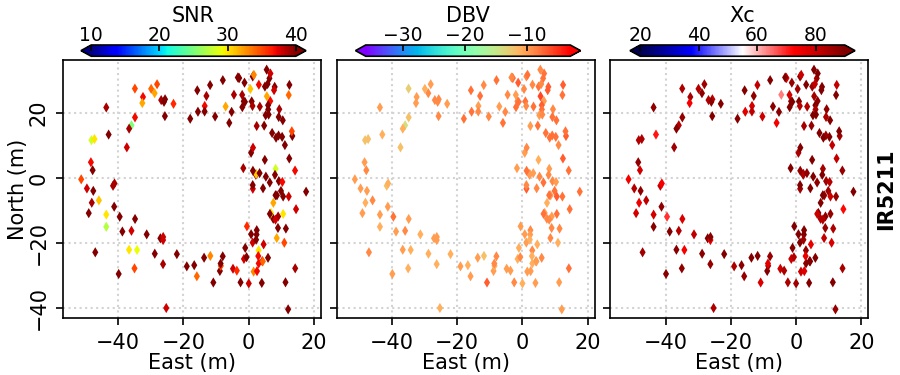 SNR DBV Xc
10 20 30 40 −30 −20 −10 20 40 60 80
20
0
−20
−40
North (m)
IR5211
−40 −20 0 20 −40 −20 0 20 −40 −20 0 20
East (m) East (m) East (m)